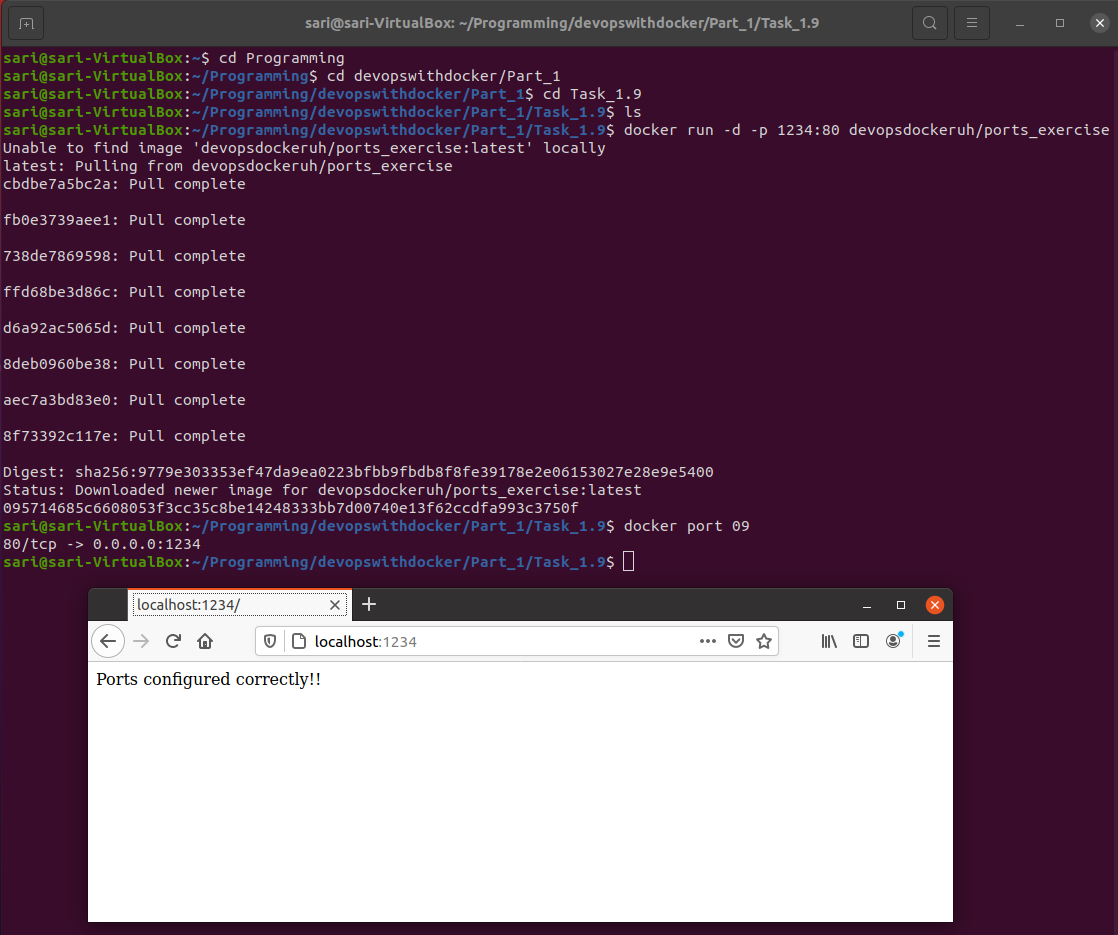 sari@sari-VirtualBox: ~/Programming/devopswithdocker/Part_1/Task_1.9
sari@sari-VirtualBox:~$ cd Programming
sari@sari-VirtualBox:~/Programming$ cd devopswithdocker/Part_1
sari@sari-VirtualBox:~/Programming/devopswithdocker/Part_1$ cd Task_1.9
sari@sari-VirtualBox:~/Programming/devopswithdocker/Part_1/Task_1.9$ ls
sari@sari-VirtualBox:~/Programming/devopswithdocker/Part_1/Task_1.9$ docker run -d -p 1234:80 devopsdockeruh/ports_exercise
Unable to find image 'devopsdockeruh/ports_exercise:latest' locally
latest: Pulling from devopsdockeruh/ports_exercise
cbdbe7a5bc2a: Pull complete
fb0e3739aee1: Pull complete
738de7869598: Pull complete
ffd68be3d86c: Pull complete
d6a92ac5065d: Pull complete
8deb0960be38: Pull complete
aec7a3bd83e0: Pull complete
8f73392c117e: Pull complete
Digest: sha256:9779e303353ef47da9ea0223bfbb9fbdb8f8fe39178e2e06153027e28e9e5400
Status: Downloaded newer image for devopsdockeruh/ports_exercise:latest
095714685c6608053f3cc35c8be14248333bb7d00740e13f62ccdfa993c3750f
sari@sari-VirtualBox:~/Programming/devopswithdocker/Part_1/Task_1.9$ docker port 09
80/tcp -> 0.0.0.0:1234
sari@sari-VirtualBox:~/Programming/devopswithdocker/Part_1/Task_1.9$
localhost:1234/
localhost:1234
Ports configured correctly!!